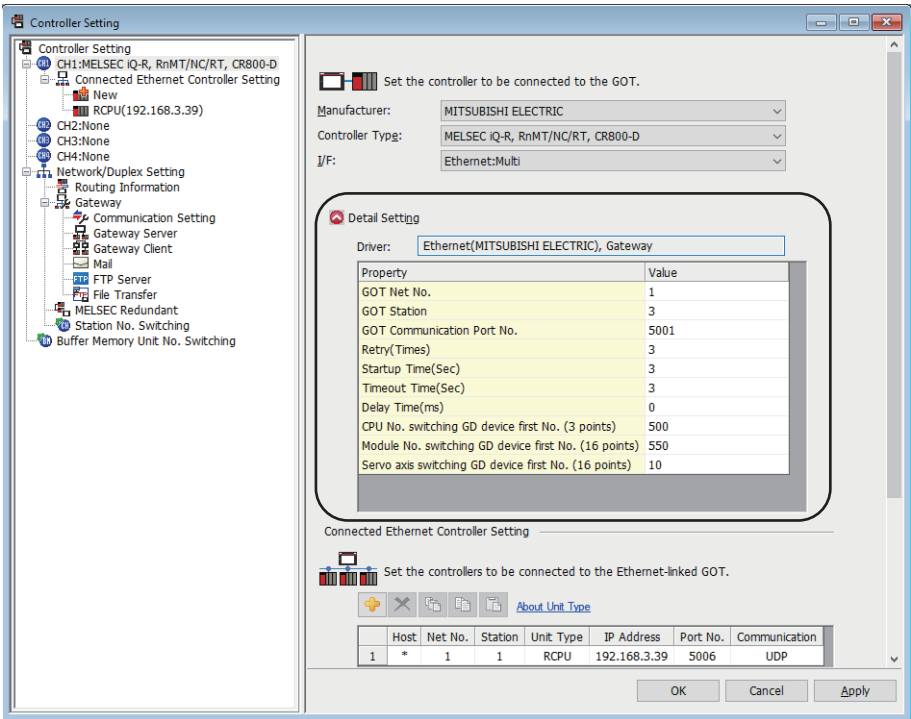 Controller Setting
Controller Setting
CH1:MELSEC iQ-R, RnMT/NC/RT, CR800-D
Connected Ethernet Controller Setting
New
RCPU(192.168.3.39)
CH2:None
CH3:None
CH4:None
Network/Duplex Setting
Routing Information
Gateway
Communication Setting
Gateway Server
Gateway Client
Mail
FTP Server
File Transfer
MELSEC Redundant
Station No. Switching
Buffer Memory Unit No. Switching
Set the controller to be connected to the GOT.
Manufacturer: MITSUBISHI ELECTRIC
Controller Type: MELSEC iQ-R, RnMT/NC/RT, CR800-D
I/F: Ethernet:Multi
Detail Setting
Driver: Ethernet(MITSUBISHI ELECTRIC), Gateway
Property Value
GOT Net No. 1
GOT Station 3
GOT Communication Port No. 5001
Retry(Times) 3
Startup Time(Sec) 3
Timeout Time(Sec) 3
Delay Time(ms) 0
CPU No. switching GD device first No. (3 points) 500
Module No. switching GD device first No. (16 points) 550
Servo axis switching GD device first No. (16 points) 10
Connected Ethernet Controller Setting
Set the controllers to be connected to the Ethernet-linked GOT.
About Unit Type
Host Net No. Station Unit Type IP Address Port No. Communication
1 * 1 1 RCPU 192.168.3.39 5006 UDP
OK Cancel Apply